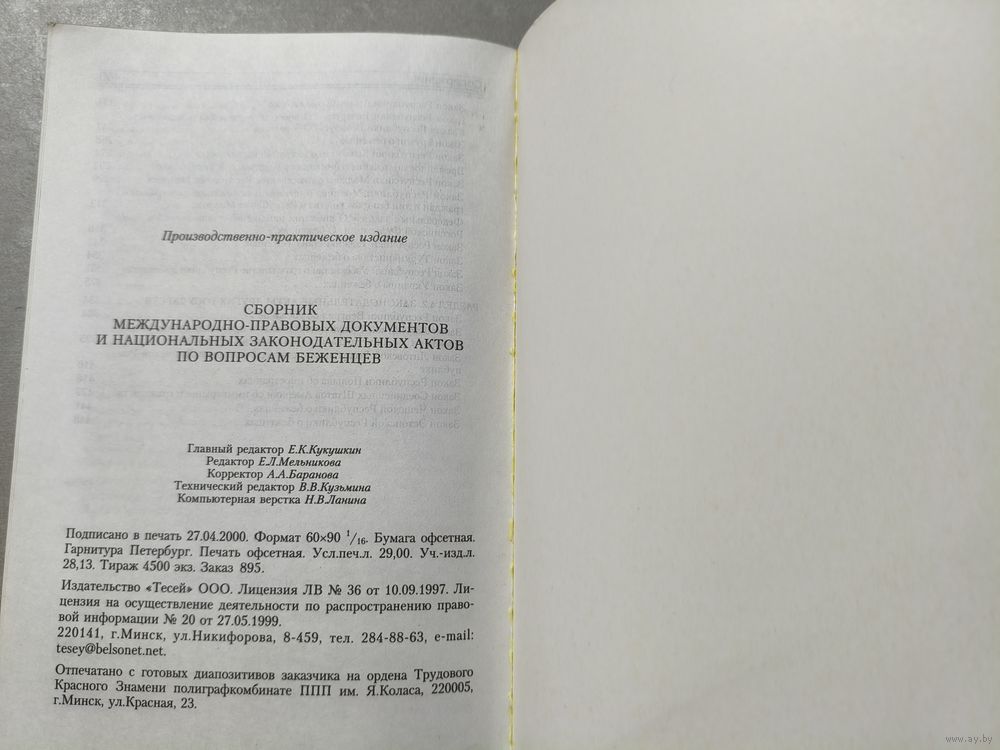 Производственно-практическое издание
СБОРНИК
МЕЖДУНАРОДНО-ПРАВОВЫХ ДОКУМЕНТОВ
И НАЦИОНАЛЬНЫХ ЗАКОНОДАТЕЛЬНЫХ АКТОВ
ПО ВОПРОСАМ БЕЖЕНЦЕВ
Главный редактор Е.К.Кукушкин
Редактор Е.Л.Мельникова
Корректор А.А.Баранова
Технический редактор В.В.Кузьмина
Компьютерная верстка Н.В.Ланина
Подписано в печать 27.04.2000. Формат 60×90 1/16. Бумага офсетная.
Гарнитура Петербург. Печать офсетная. Усл.печ.л. 29,00. Уч.-изд.л.
28,13. Тираж 4500 экз. Заказ 895.
Издательство «Тесей» ООО. Лицензия ЛВ № 36 от 10.09.1997. Ли-
цензия на осуществление деятельности по распространению право-
вой информации № 20 от 27.05.1999.
220141, г.Минск, ул.Никифорова, 8-459, тел. 284-88-63, e-mail:
tesey@belsonet.net.
Отпечатано с готовых диапозитивов заказчика на ордена Трудового
Красного Знамени полиграфкомбинате ППП им. Я.Коласа, 220005,
г.Минск, ул.Красная, 23.
www.ay.by